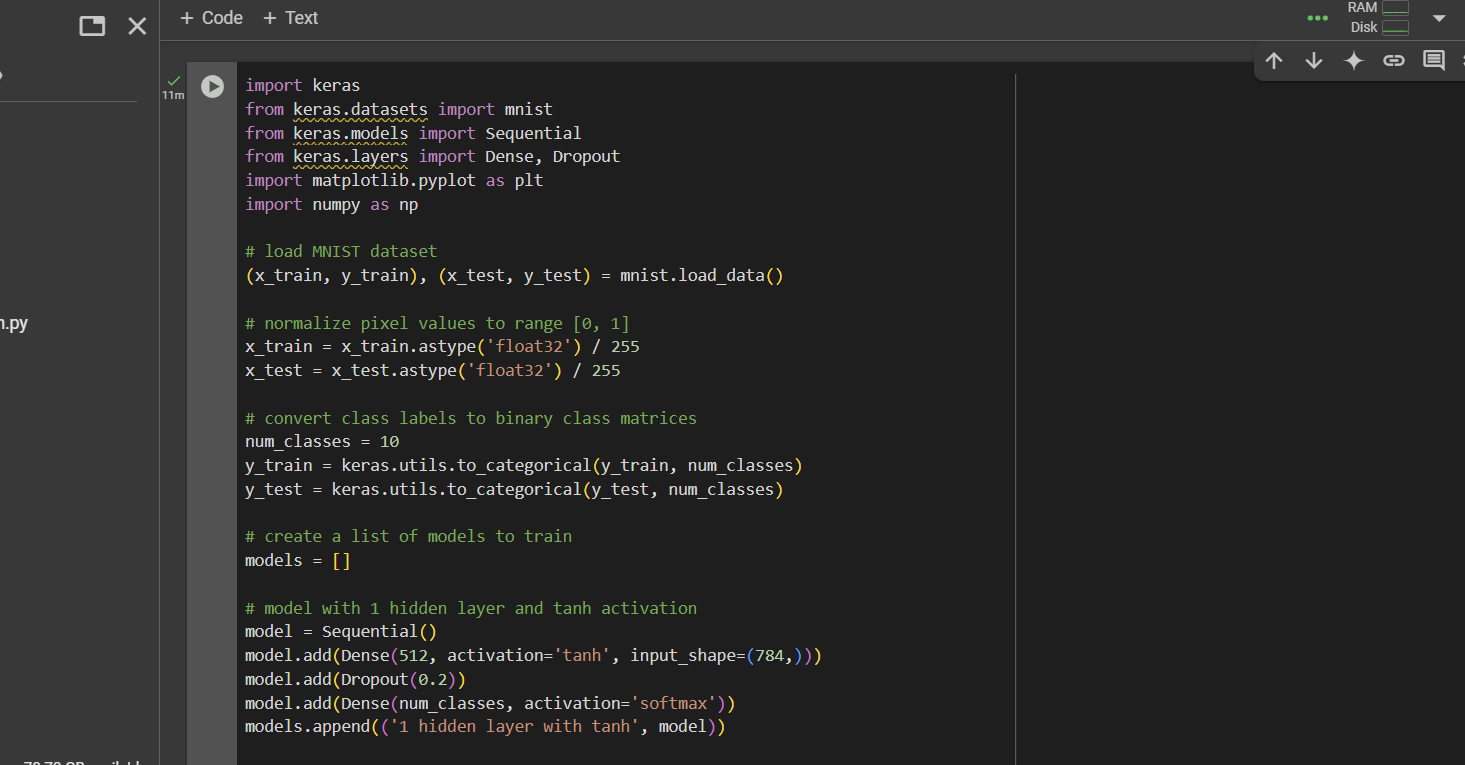 + Code + Text
RAM
Disk
11m
import keras
from keras.datasets import mnist
from keras.models import Sequential
from keras.layers import Dense, Dropout
import matplotlib.pyplot as plt
import numpy as np
# load MNIST dataset
(x_train, y_train), (x_test, y_test) = mnist.load_data()
# normalize pixel values to range [0, 1]
x_train = x_train.astype('float32') / 255
x_test = x_test.astype('float32') / 255
# convert class labels to binary class matrices
num_classes = 10
y_train = keras.utils.to_categorical(y_train, num_classes)
y_test = keras.utils.to_categorical(y_test, num_classes)
# create a list of models to train
models = []
# model with 1 hidden layer and tanh activation
model = Sequential()
model.add(Dense(512, activation='tanh', input_shape=(784,)))
model.add(Dropout(0.2))
model.add(Dense(num_classes, activation='softmax'))
models.append(('1 hidden layer with tanh', model))
n.py